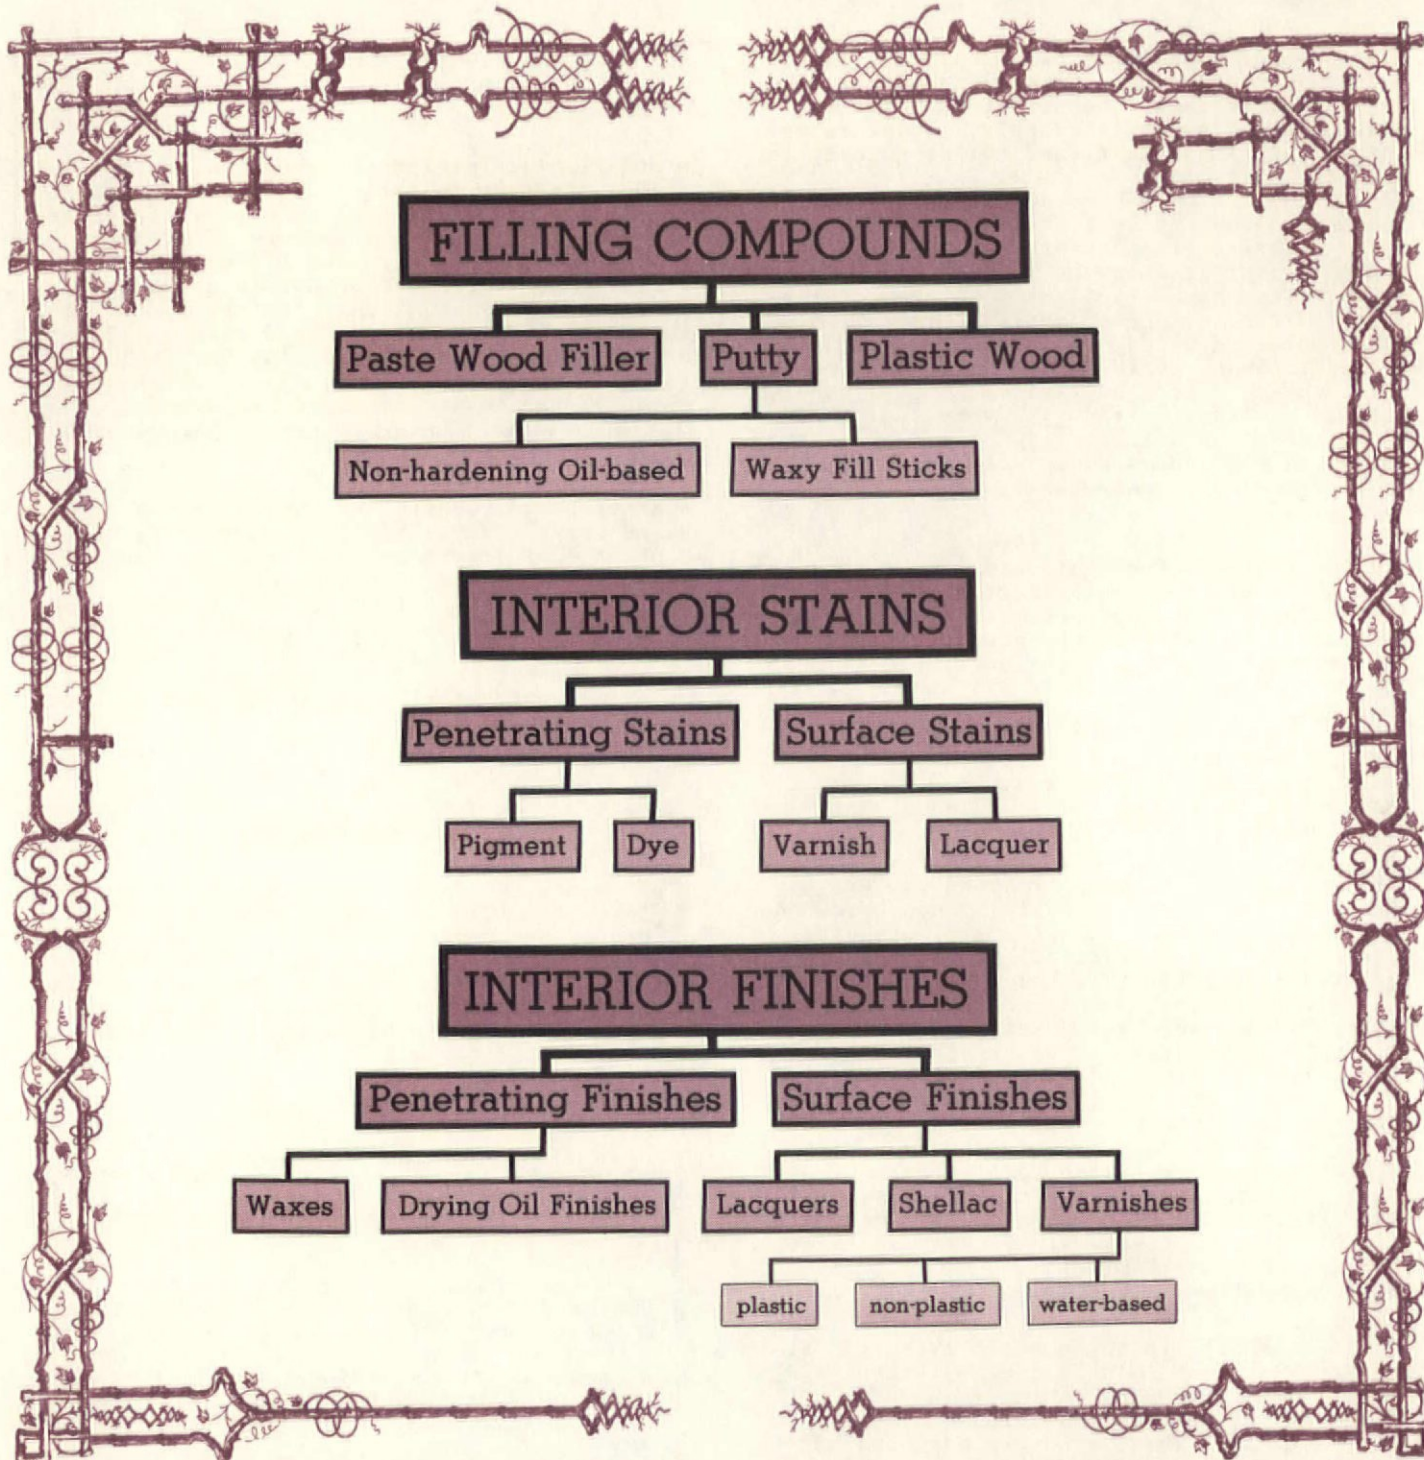 FILLING COMPOUNDS
Paste Wood Filler
Putty
Plastic Wood
Non-hardening Oil-based
Waxy Fill Sticks
INTERIOR STAINS
Penetrating Stains
Surface Stains
Pigment
Dye
Varnish
Lacquer
INTERIOR FINISHES
Penetrating Finishes
Surface Finishes
Waxes
Drying Oil Finishes
Lacquers
Shellac
Varnishes
plastic
non-plastic
water-based